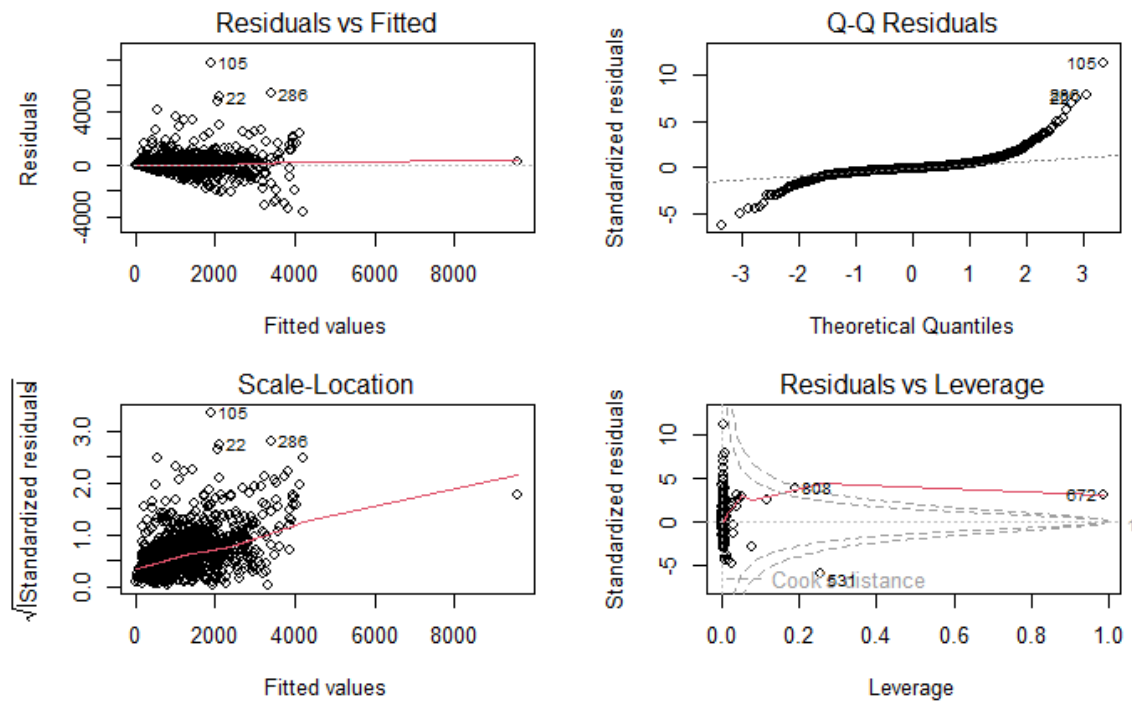 Residuals vs Fitted
Residuals
4000
0
-4000
105
22
286
0 2000 4000 6000 8000
Fitted values
Q-Q Residuals
Standardized residuals
10
5
0
-5
105
286
-3 -2 -1 0 1 2 3
Theoretical Quantiles
Scale-Location
√|Standardized residuals|
3.0
2.0
1.0
0.0
105
22
286
0 2000 4000 6000 8000
Fitted values
Residuals vs Leverage
Standardized residuals
10
5
0
-5
808
672
531
Cook's distance
0.0 0.2 0.4 0.6 0.8 1.0
Leverage